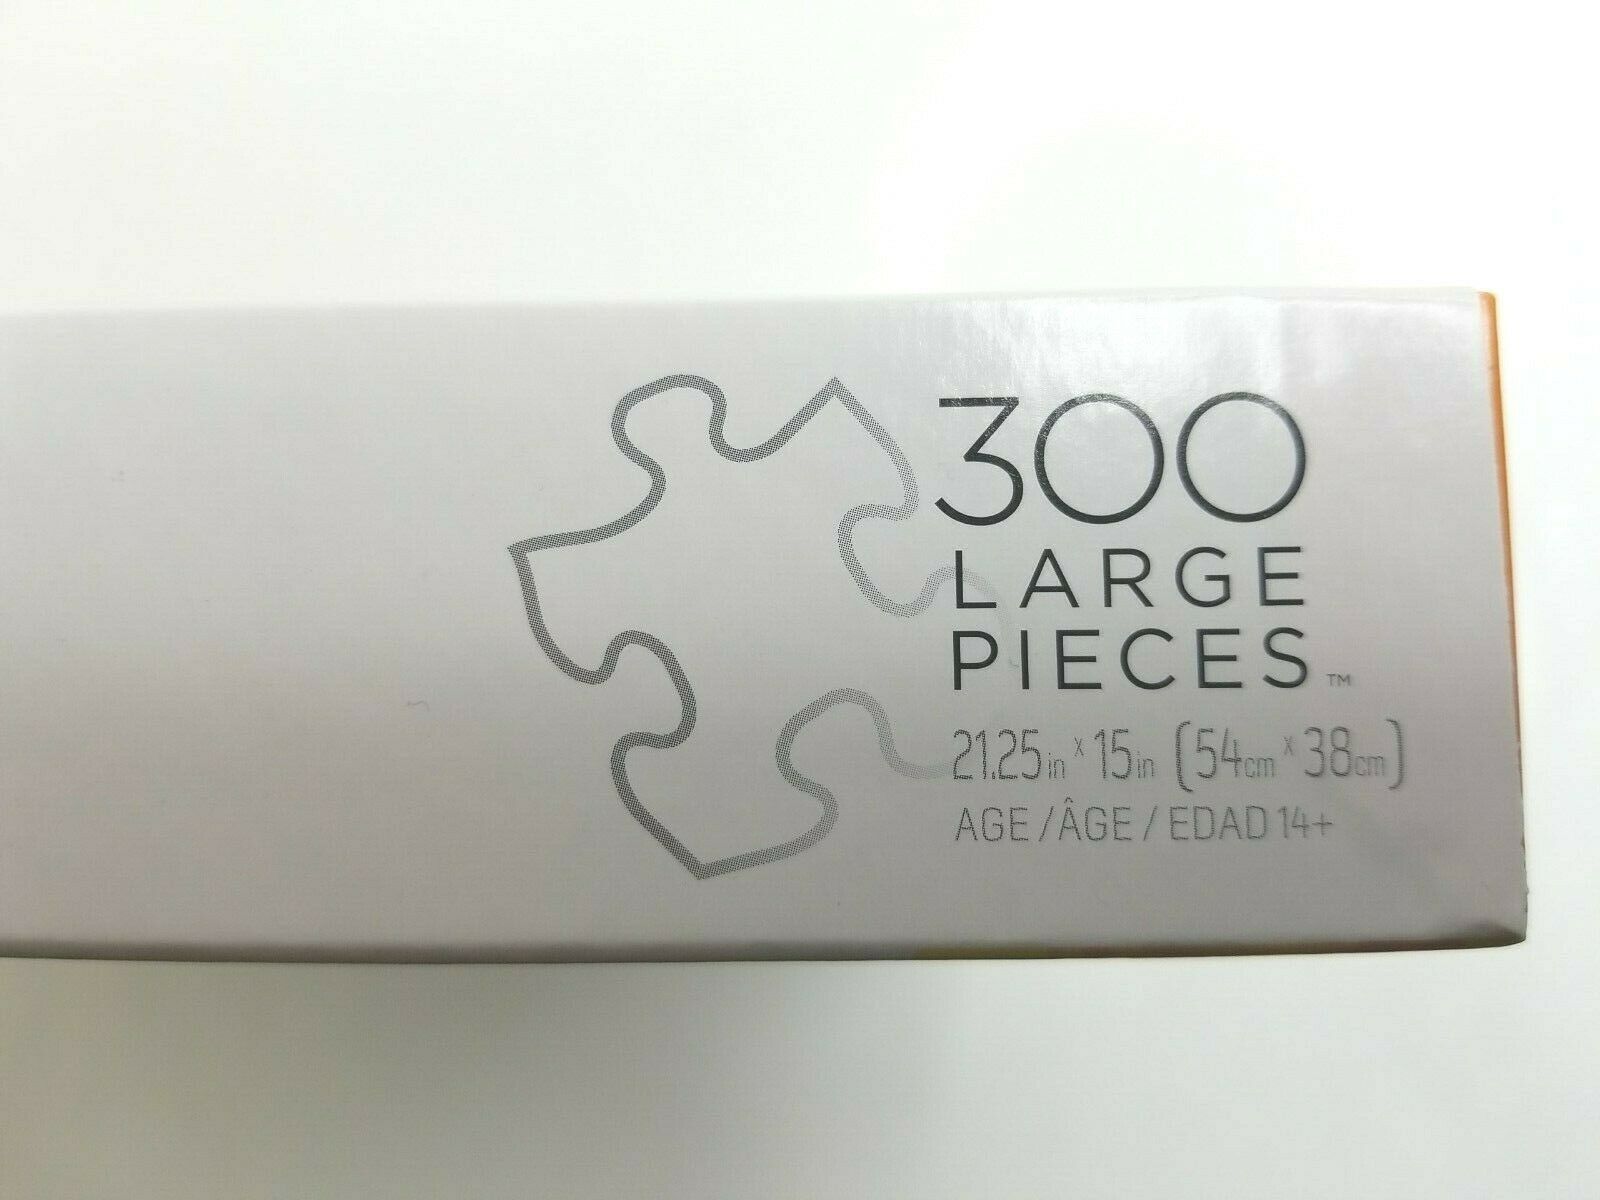 300
LARGE
PIECES™
21.25in x 15in (54cm x 38cm)
AGE / ÂGE / EDAD 14+